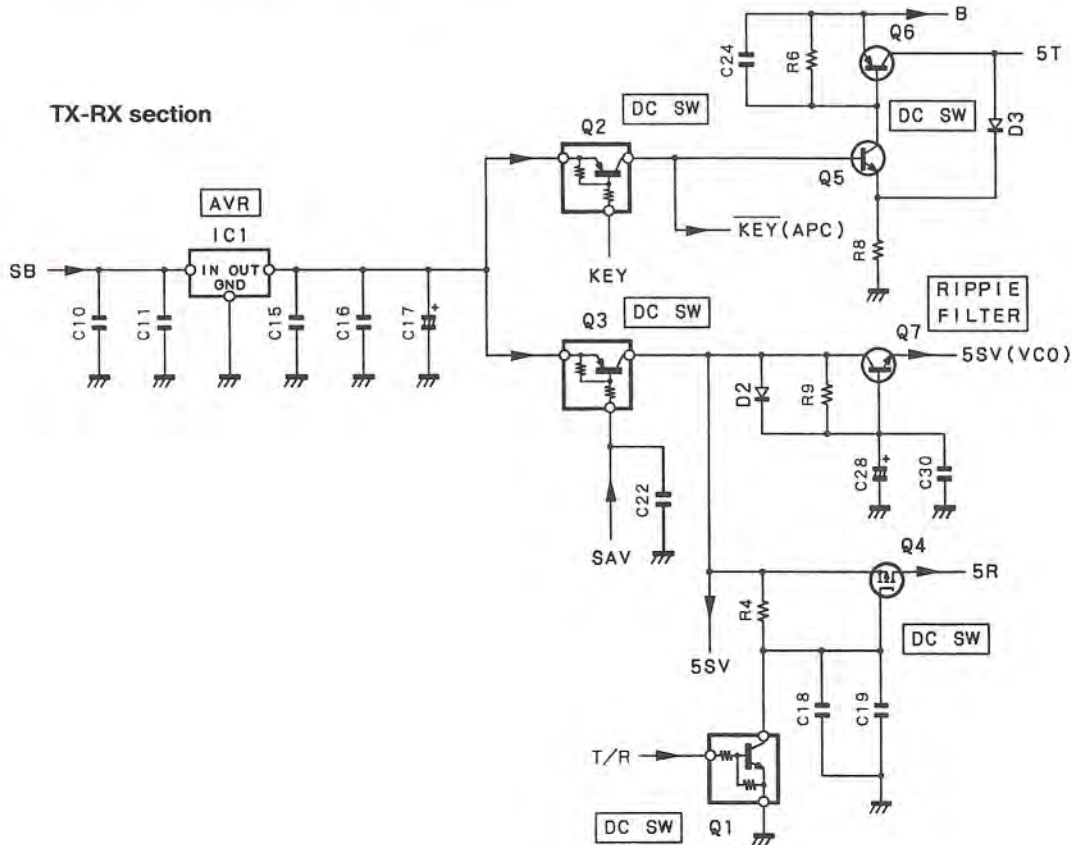 TX-RX section
B
Q6
5T
C24
R6
DC SW
D3
Q5
R8
DC SW
Q2
KEY
KEY(APC)
AVR
IC1
IN OUT
GND
SB
C10
C11
C15
C16
C17
+
Q3
DC SW
RIPPIE
FILTER
Q7
5SV(VCO)
D2
R9
C28
+
C30
SAV
C22
Q4
5R
R4
DC SW
5SV
C18
C19
T/R
DC SW
Q1